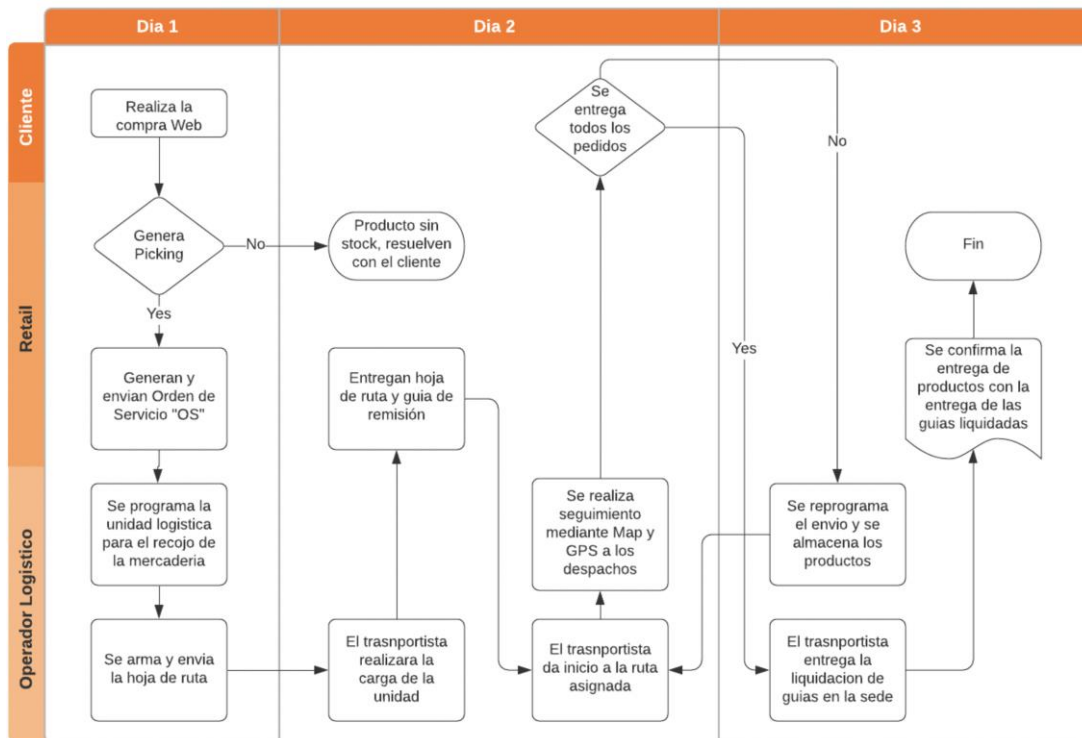 Dia 1
Dia 2
Dia 3
Cliente
Retail
Operador Logistico
Realiza la
compra Web
Genera
Picking
No
Producto sin
stock, resuelven
con el cliente
Yes
Generan y
envian Orden de
Servicio "OS"
Se programa la
unidad logistica
para el recojo de
la mercaderia
Se arma y envia
la hoja de ruta
El trasnportista
realizara la
carga de la
unidad
Entregan hoja
de ruta y guia de
remisión
El trasnportista
da inicio a la ruta
asignada
Se realiza
seguimiento
mediante Map y
GPS a los
despachos
Se
entrega
todos los
pedidos
No
Yes
Se reprograma
el envio y se
almacena los
productos
El trasnportista
entrega la
liquidacion de
guias en la sede
Se confirma la
entrega de
productos con la
entrega de las
guias liquidadas
Fin